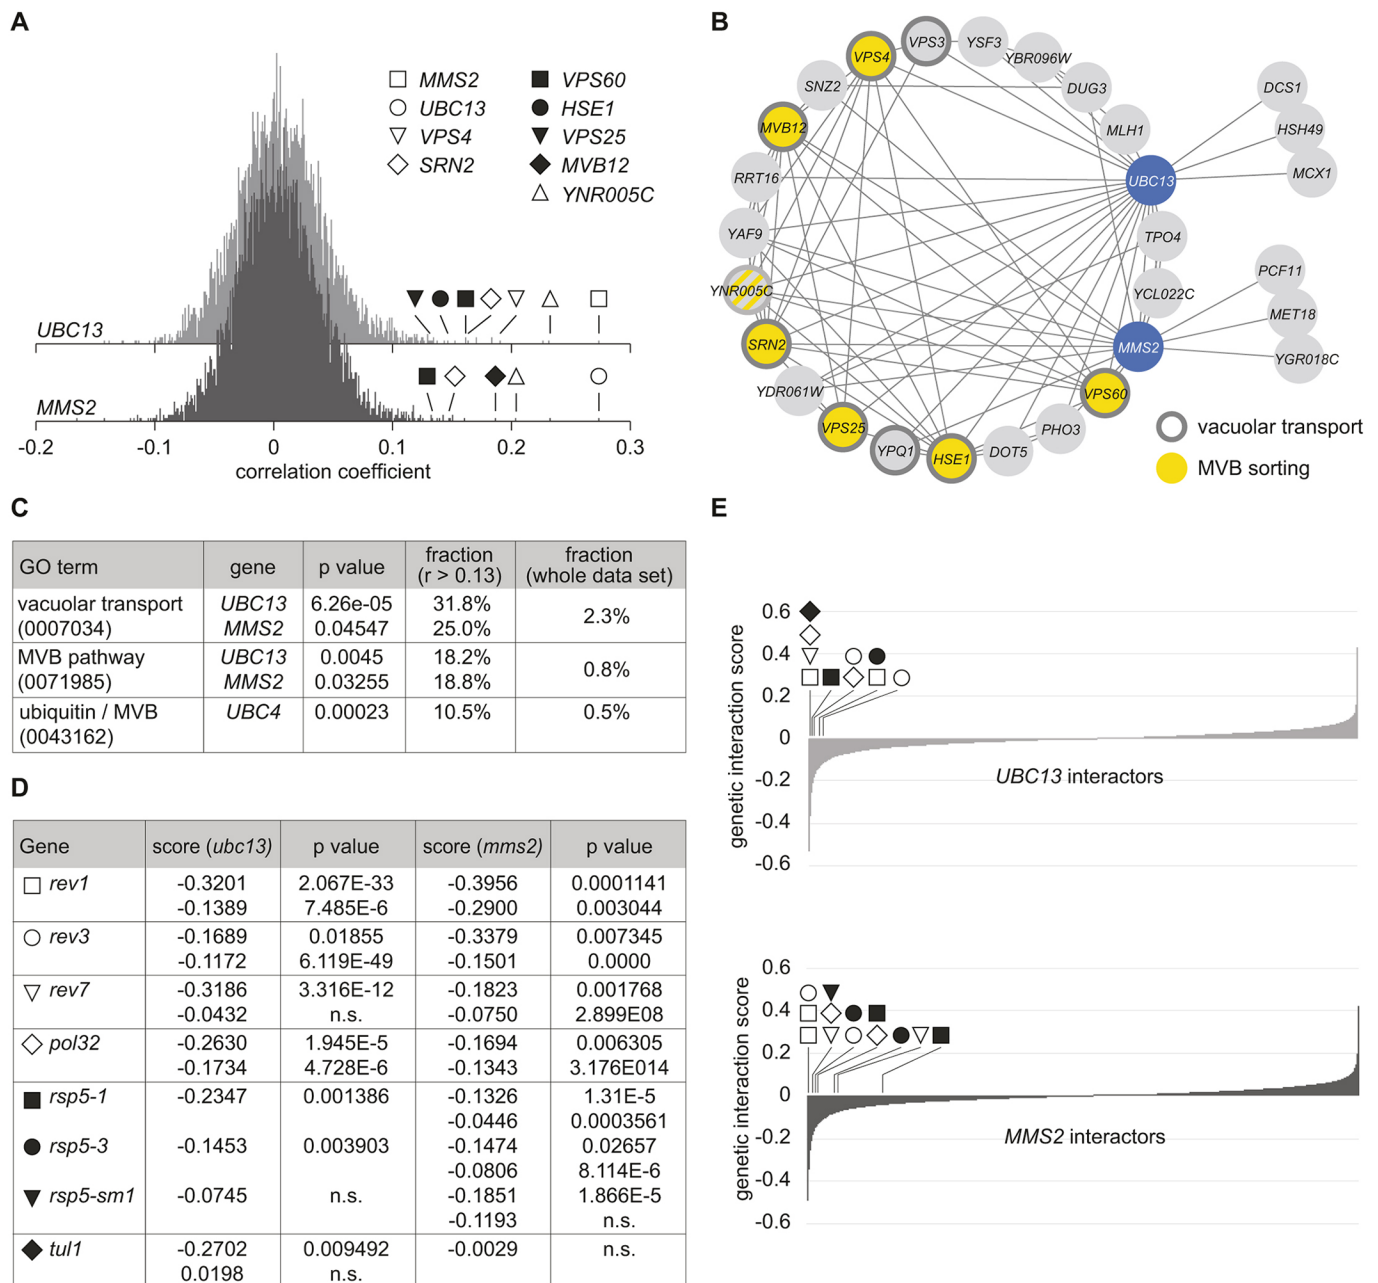 A
MMS2
UBC13
VPS4
SRN2
VPS60
HSE1
VPS25
MVB12
YNR005C
UBC13
MMS2
-0.2
-0.1
0
0.1
0.2
0.3
correlation coefficient
B
VPS4
VPS3
YSF3
YBR096W
SNZ2
DUG3
DCS1
MVB12
MLH1
HSH49
RRT16
UBC13
MCX1
YAF9
TPO4
YNR005C
PCF11
YCL022C
MET18
SRN2
MMS2
YGR018C
YDR061W
VPS60
VPS25
YPQ1
HSE1
DOT5
PHO3
vacuolar transport
MVB sorting
C
GO term gene p value fraction (r > 0.13) fraction (whole data set)
vacuolar transport UBC13 6.26e-05 31.8% 2.3%
(0007034) MMS2 0.04547 25.0%
MVB pathway UBC13 0.0045 18.2% 0.8%
(0071985) MMS2 0.03255 18.8%
ubiquitin / MVB UBC4 0.00023 10.5% 0.5%
(0043162)
D
Gene score (ubc13) p value score (mms2) p value
rev1 -0.3201 2.067E-33 -0.3956 0.0001141
-0.1389 7.485E-6 -0.2900 0.003044
rev3 -0.1689 0.01855 -0.3379 0.007345
-0.1172 6.119E-49 -0.1501 0.0000
rev7 -0.3186 3.316E-12 -0.1823 0.001768
-0.0432 n.s. -0.0750 2.899E08
pol32 -0.2630 1.945E-5 -0.1694 0.006305
-0.1734 4.728E-6 -0.1343 3.176E014
rsp5-1 -0.2347 0.001386 -0.1326 1.31E-5
-0.0446 0.0003561
rsp5-3 -0.1453 0.003903 -0.1474 0.02657
-0.0806 8.114E-6
rsp5-sm1 -0.0745 n.s. -0.1851 1.866E-5
-0.1193 n.s.
tul1 -0.2702 0.009492 -0.0029 n.s.
0.0198 n.s.
E
genetic interaction score
0.6
0.4
0.2
0
-0.2
-0.4
-0.6
UBC13 interactors
genetic interaction score
0.6
0.4
0.2
0
-0.2
-0.4
-0.6
MMS2 interactors